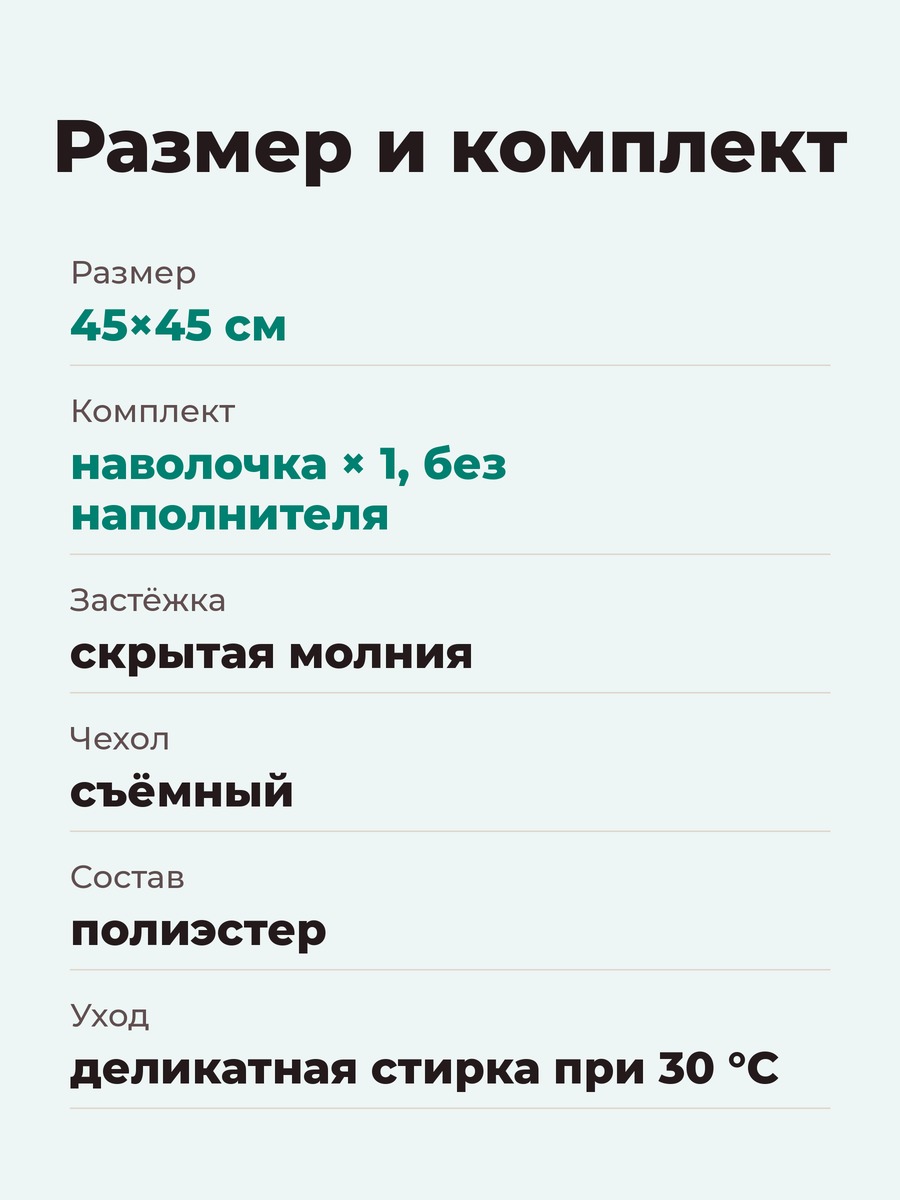 Размер и комплект
Размер
45×45 см
Комплект
наволочка × 1, без
наполнителя
Застёжка
скрытая молния
Чехол
съёмный
Состав
полиэстер
Уход
деликатная стирка при 30 °C